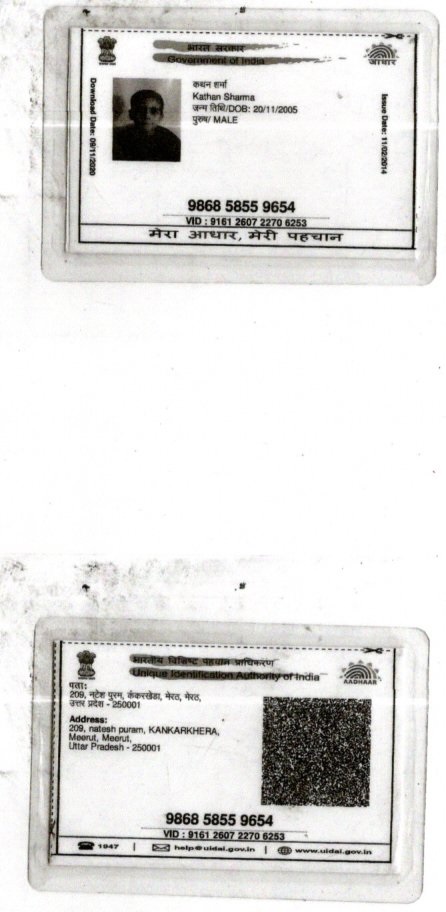 भारत सरकार
Government of India
आधार
Download Date: 09/11/2020
कथन शर्मा
Kathan Sharma
जन्म तिथि/DOB: 20/11/2005
पुरुष/ MALE
Issue Date: 11/02/2014
9868 5855 9654
VID : 9161 2607 2270 6253
मेरा आधार, मेरी पहचान
भारतीय विशिष्ट पहचान प्राधिकरण
Unique Identification Authority of India
AADHAAR
पता:
209, नटेश पुरम, कंकरखेडा, मेरठ, मेरठ,
उत्तर प्रदेश - 250001
Address:
209, natesh puram, KANKARKHERA,
Meerut, Meerut,
Uttar Pradesh - 250001
9868 5855 9654
VID : 9161 2607 2270 6253
1947 | help@uidai.gov.in | www.uidai.gov.in